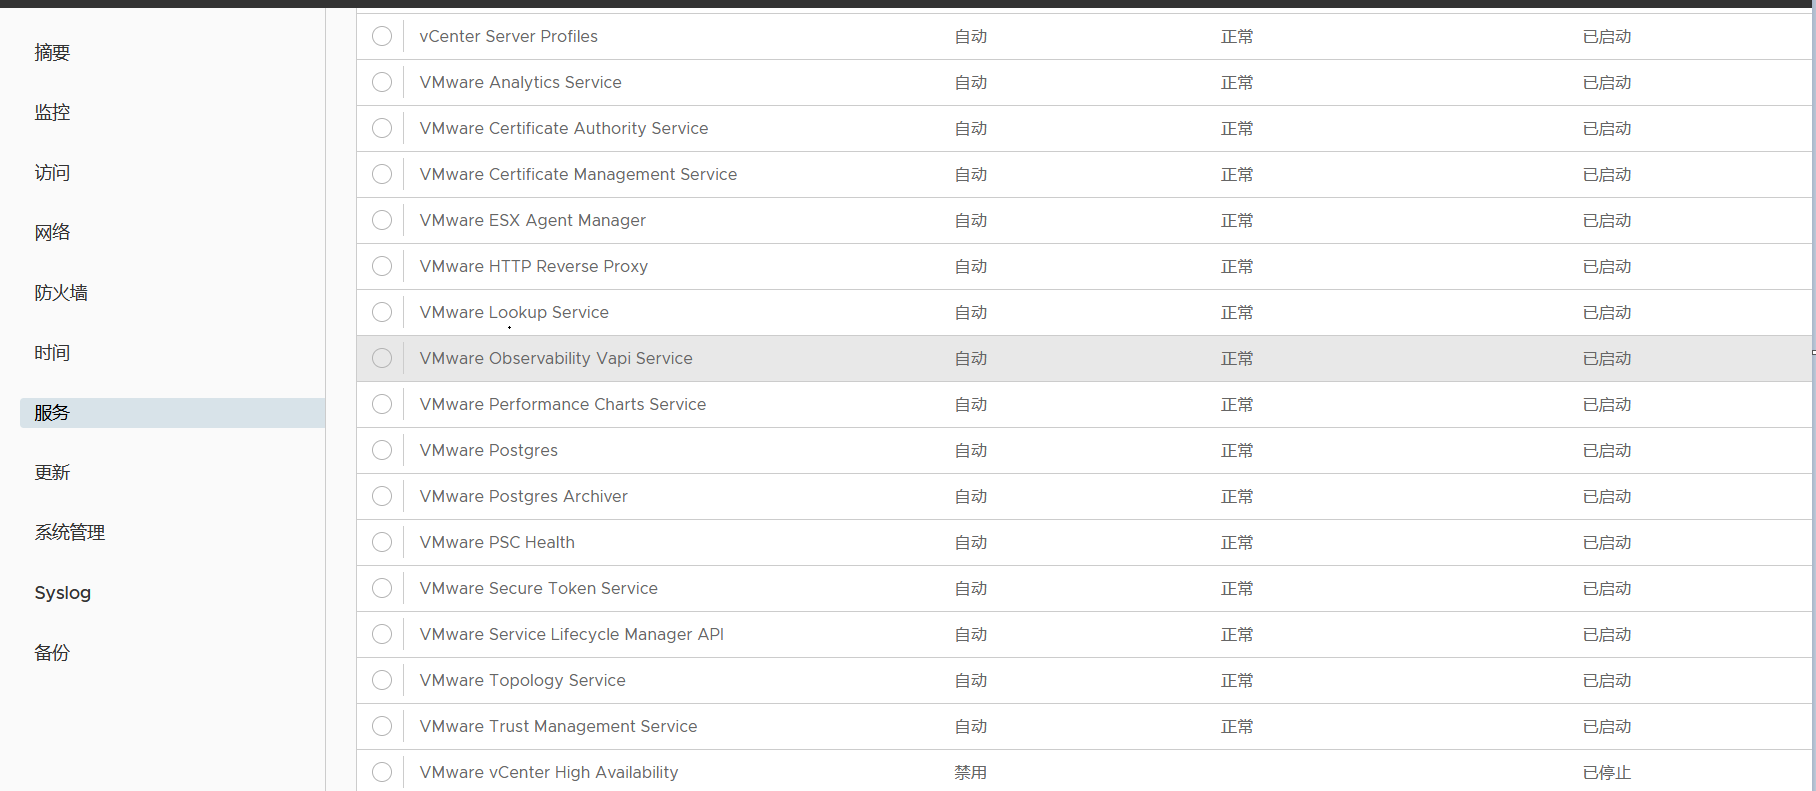 摘要
监控
访问
网络
防火墙
时间
服务
更新
系统管理
Syslog
备份
vCenter Server Profiles 自动 正常 已启动
VMware Analytics Service 自动 正常 已启动
VMware Certificate Authority Service 自动 正常 已启动
VMware Certificate Management Service 自动 正常 已启动
VMware ESX Agent Manager 自动 正常 已启动
VMware HTTP Reverse Proxy 自动 正常 已启动
VMware Lookup Service 自动 正常 已启动
VMware Observability Vapi Service 自动 正常 已启动
VMware Performance Charts Service 自动 正常 已启动
VMware Postgres 自动 正常 已启动
VMware Postgres Archiver 自动 正常 已启动
VMware PSC Health 自动 正常 已启动
VMware Secure Token Service 自动 正常 已启动
VMware Service Lifecycle Manager API 自动 正常 已启动
VMware Topology Service 自动 正常 已启动
VMware Trust Management Service 自动 正常 已启动
VMware vCenter High Availability 禁用 已停止